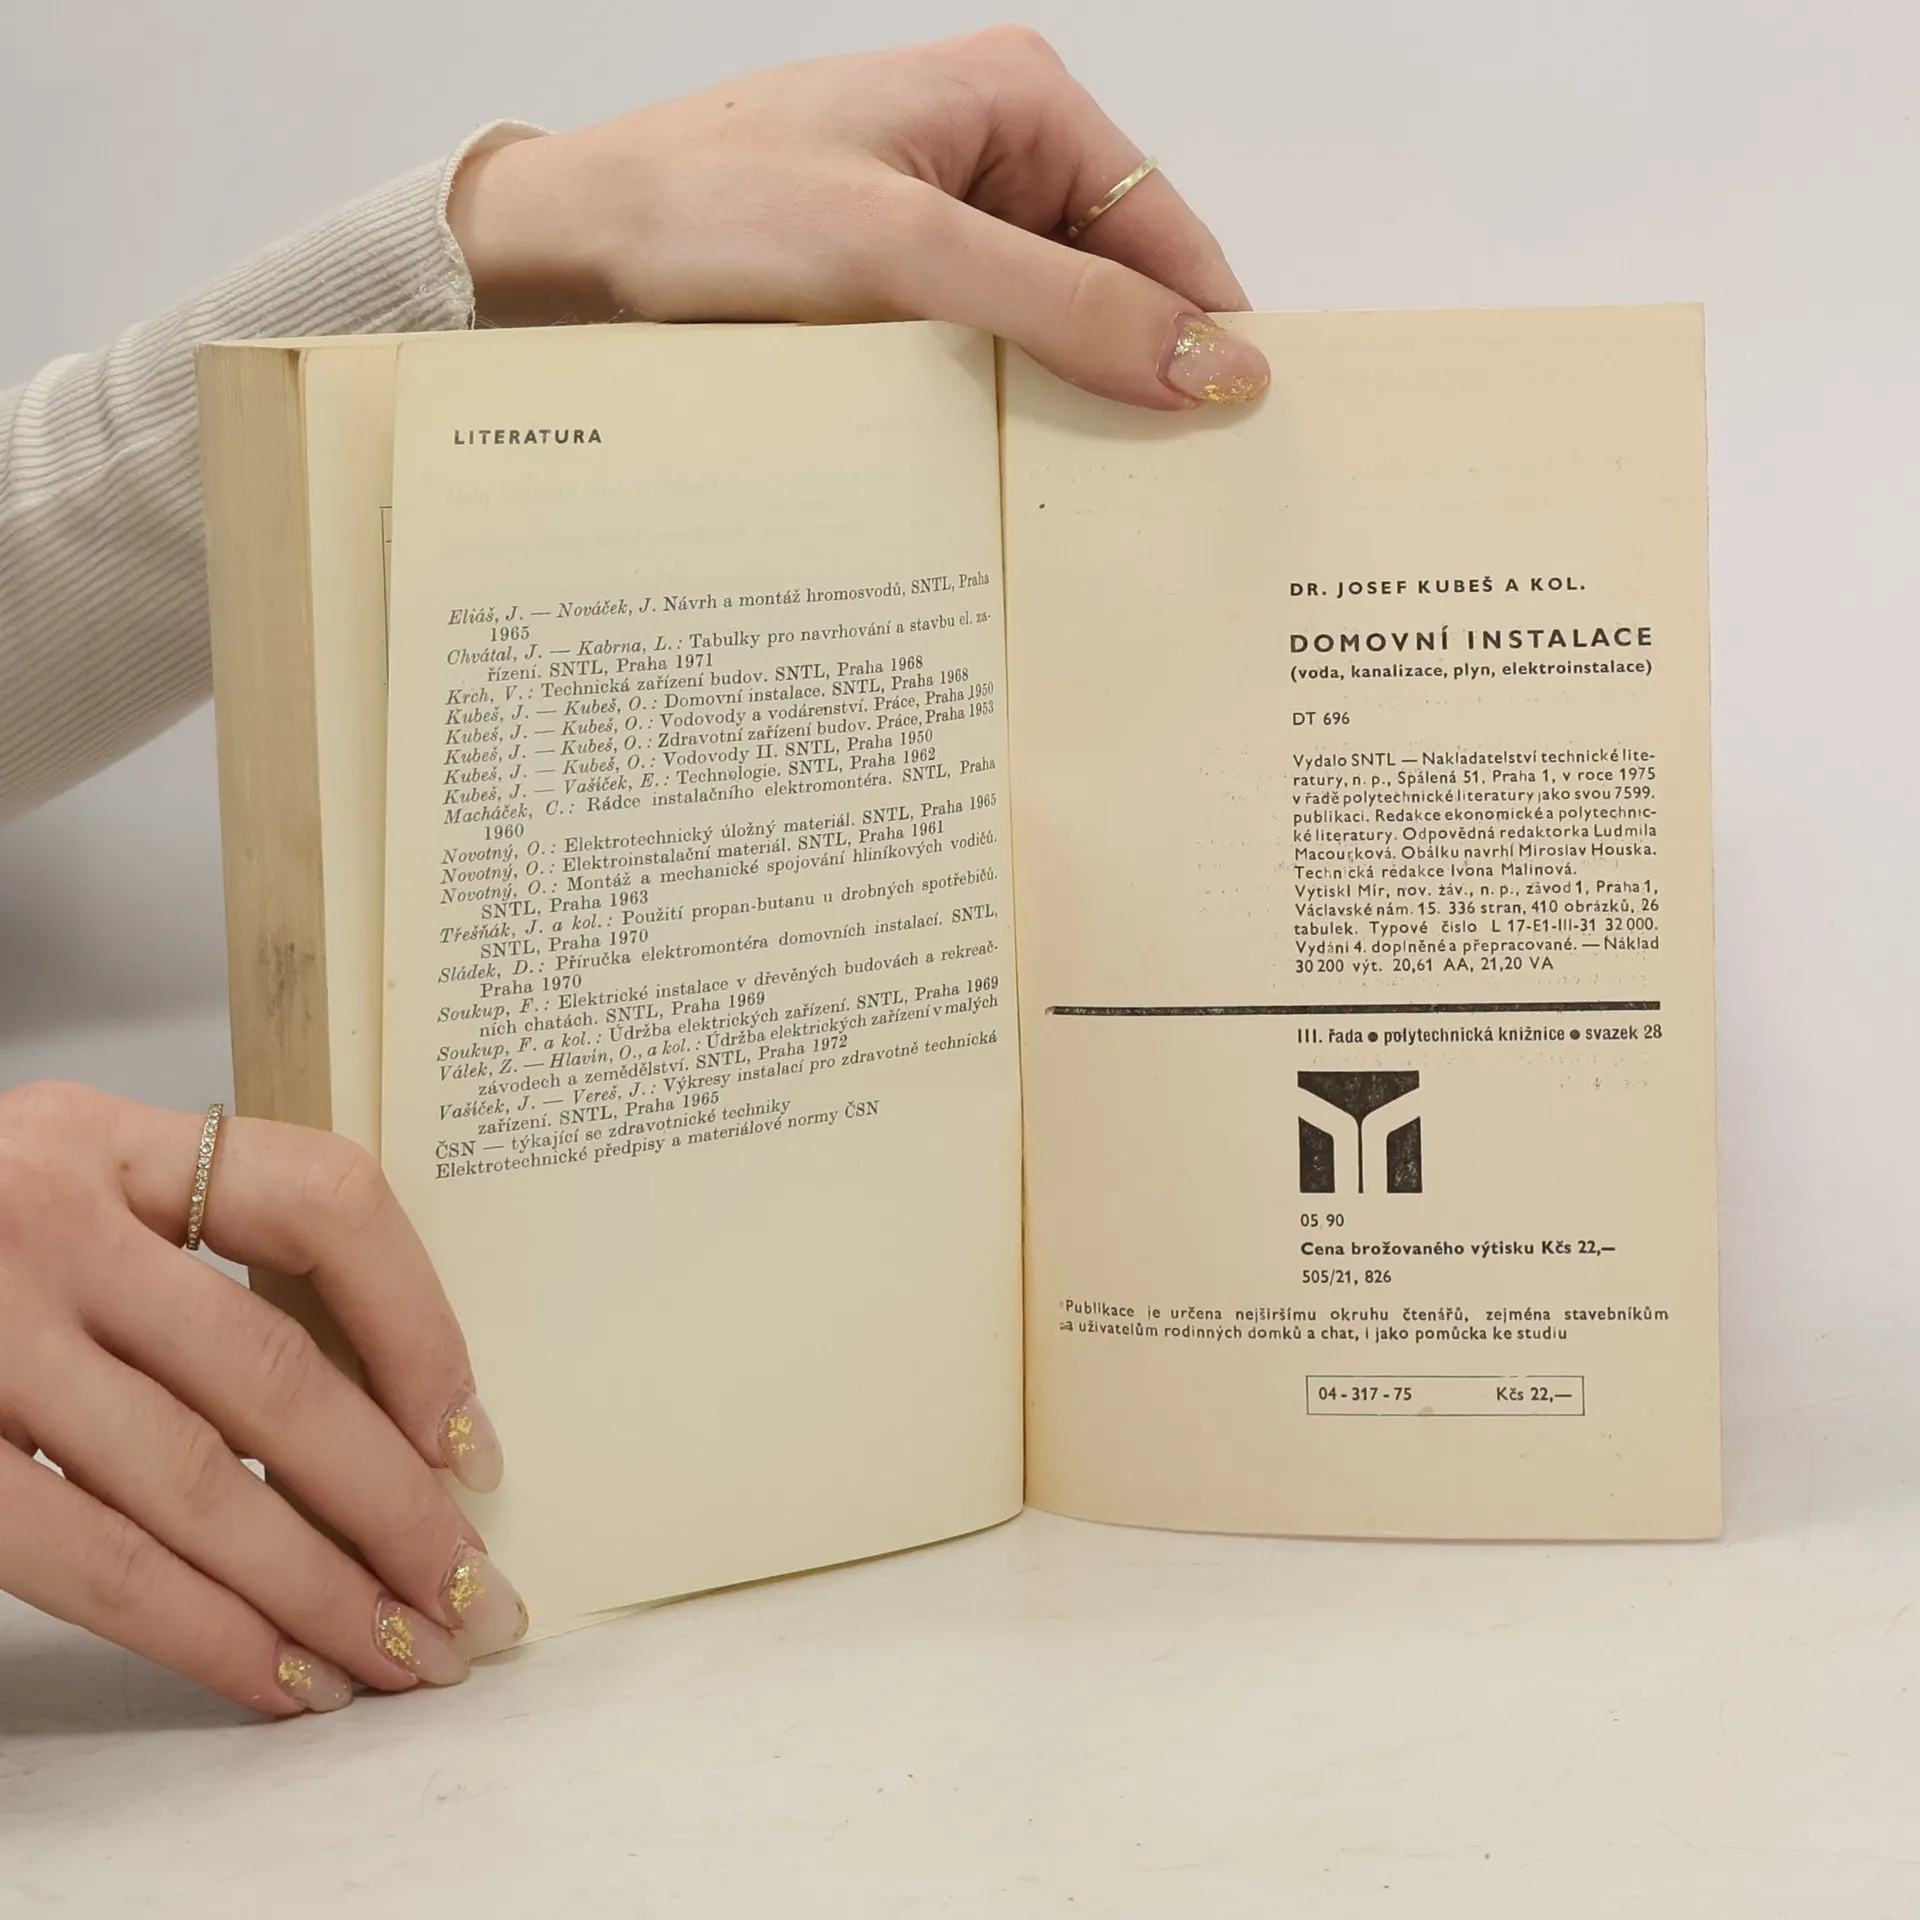 LITERATURA
Eliáš, J. — Nováček, J. Návrh a montáž hromosvodů, SNTL, Praha
1965
Chvátal, J. — Kabrna, L.: Tabulky pro navrhování a stavbu el. za-
řízení. SNTL, Praha 1971
Krch, V.: Technická zařízení budov. SNTL, Praha 1968
Kubeš, J. — Kubeš, O.: Domovní instalace. SNTL, Praha 1968
Kubeš, J. — Kubeš, O.: Vodovody a vodárenství. Práce, Praha 1950
Kubeš, J. — Kubeš, O.: Zdravotní zařízení budov. Práce, Praha 1953
Kubeš, J. — Kubeš, O.: Vodovody II. SNTL, Praha 1950
Kubeš, J. — Vašíček, E.: Technologie. SNTL, Praha 1962
Macháček, C.: Rádce instalačního elektromontéra. SNTL, Praha
1960
Novotný, O.: Elektrotechnický úložný materiál. SNTL, Praha 1965
Novotný, O.: Elektroinstalační materiál. SNTL, Praha 1961
Novotný, O.: Montáž a mechanické spojování hliníkových vodičů.
SNTL, Praha 1963
Třešňák, J. a kol.: Použití propan-butanu u drobných spotřebičů.
SNTL, Praha 1970
Sládek, D.: Příručka elektromontéra domovních instalací. SNTL,
Praha 1970
Soukup, F.: Elektrické instalace v dřevěných budovách a rekreač-
ních chatách. SNTL, Praha 1969
Soukup, F. a kol.: Údržba elektrických zařízení. SNTL, Praha 1969
Válek, Z. — Hlavín, O., a kol.: Údržba elektrických zařízení v malých
závodech a zemědělství. SNTL, Praha 1972
Vašíček, J. — Vereš, J.: Výkresy instalací pro zdravotně technická
zařízení. SNTL, Praha 1965
ČSN — týkající se zdravotnické techniky
Elektrotechnické předpisy a materiálové normy ČSN
DR. JOSEF KUBEŠ A KOL.
DOMOVNÍ INSTALACE
(voda, kanalizace, plyn, elektroinstalace)
DT 696
Vydalo SNTL — Nakladatelství technické lite-
ratury, n. p., Spálená 51, Praha 1, v roce 1975
v řadě polytechnické literatury jako svou 7599.
publikaci. Redakce ekonomické a polytechnic-
ké literatury. Odpovědná redaktorka Ludmila
Macourková. Obálku navrhl Miroslav Houska.
Technická redakce Ivona Malinová.
Vytiskl Mír, nov. záv., n. p., závod 1, Praha 1,
Václavské nám. 15. 336 stran, 410 obrázků, 26
tabulek. Typové číslo L 17-E1-III-31 32 000.
Vydání 4. doplněné a přepracované. — Náklad
30 200 výt. 20,61 AA, 21,20 VA
III. řada ● polytechnická knižnice ● svazek 28
05 90
Cena brožovaného výtisku Kčs 22,—
505/21, 826
Publikace je určena nejširšímu okruhu čtenářů, zejména stavebníkům
a uživatelům rodinných domků a chat, i jako pomůcka ke studiu
04 - 317 - 75 Kčs 22,—